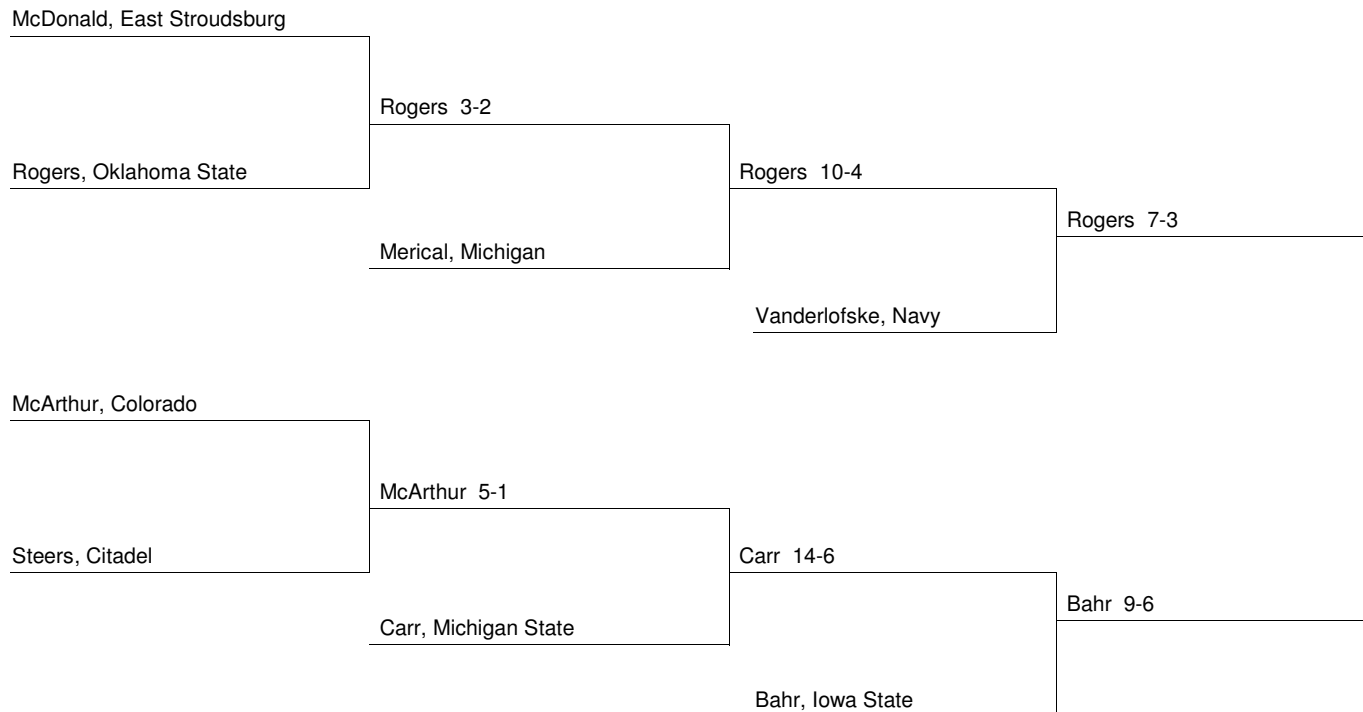 McDonald, East Stroudsburg
Rogers 3-2
Rogers, Oklahoma State
Rogers 10-4
Rogers 7-3
Merical, Michigan
Vanderlofske, Navy
McArthur, Colorado
McArthur 5-1
Steers, Citadel
Carr 14-6
Bahr 9-6
Carr, Michigan State
Bahr, Iowa State